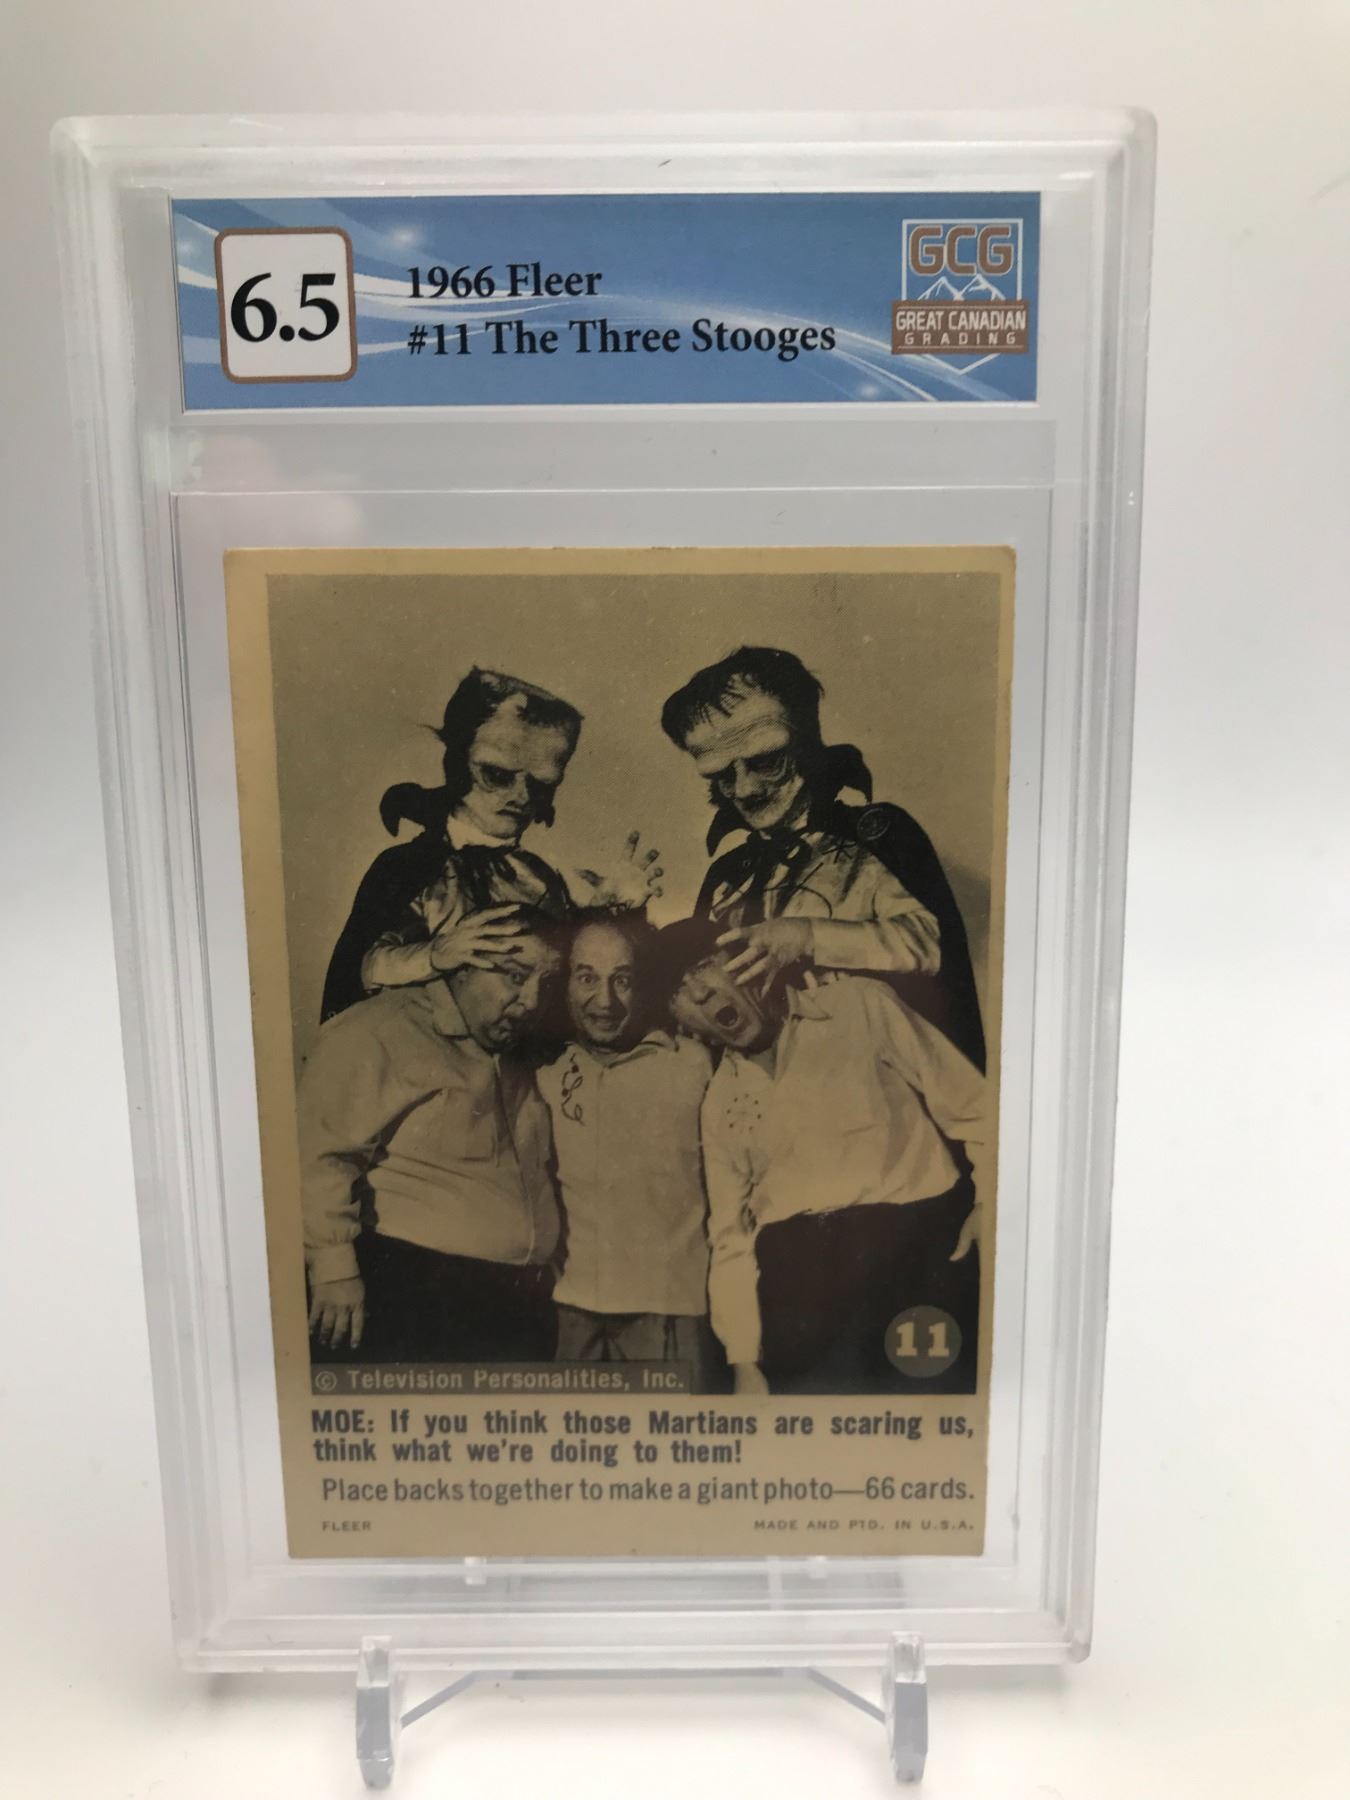 6.5
1966 Fleer
#11 The Three Stooges
GCG
GREAT CANADIAN
GRADING
11
© Television Personalities, Inc.
MOE: If you think those Martians are scaring us,
think what we're doing to them!
Place backs together to make a giant photo—66 cards.
FLEER MADE AND PTD. IN U.S.A.